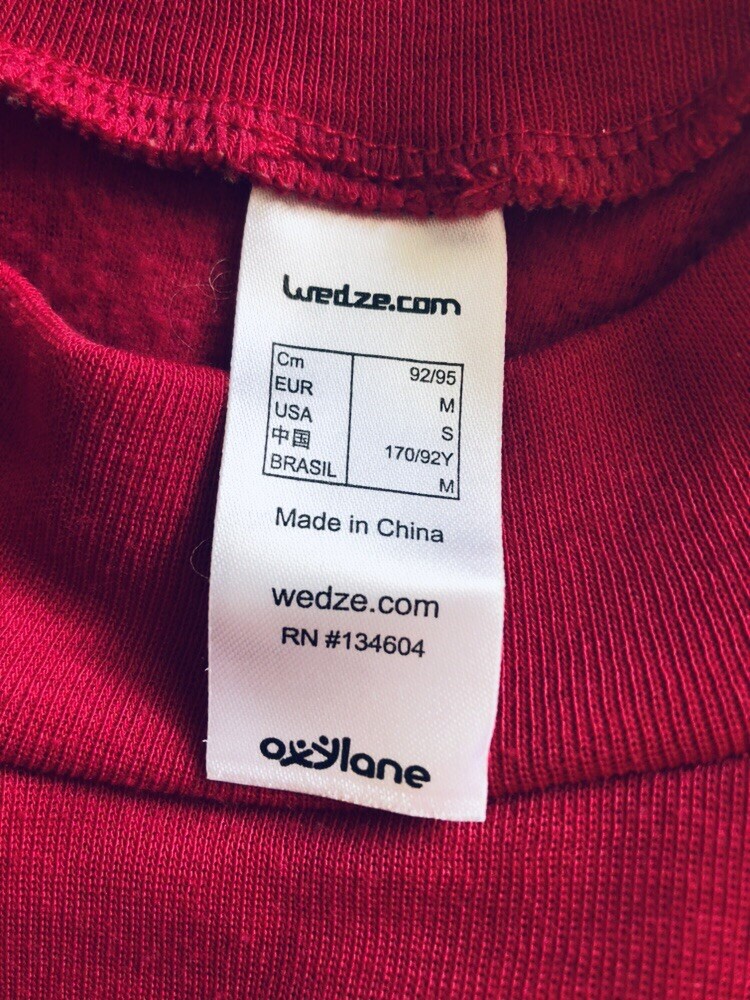 wedze.com
Cm 92/95
EUR M
USA S
中国 170/92Y
BRASIL M
Made in China
wedze.com
RN #134604
oxylane